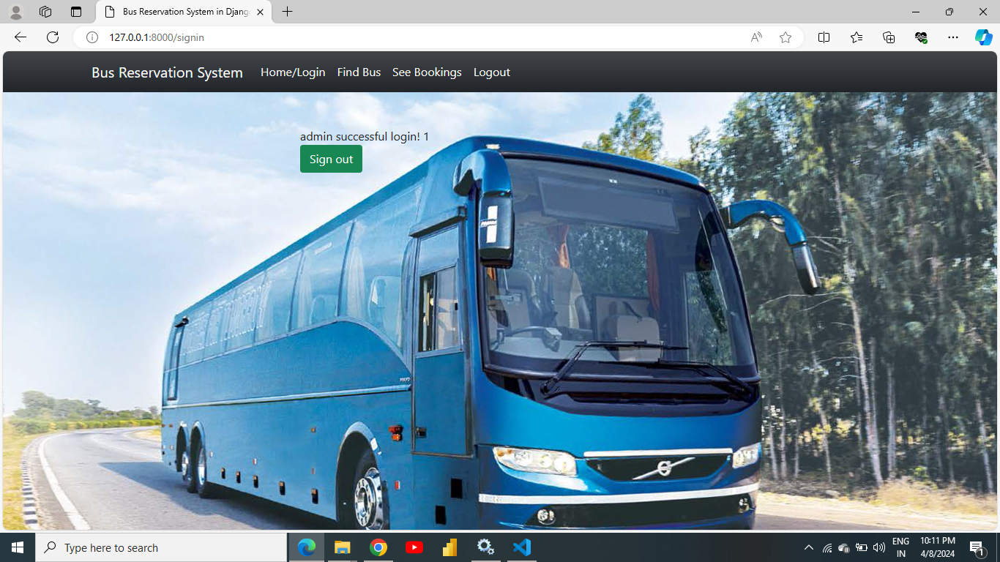 Bus Reservation System in Djang
127.0.0.1:8000/signin
Bus Reservation System Home/Login Find Bus See Bookings Logout
admin successful login! 1
Sign out
VOLVO
Type here to search
ENG
IN
10:11 PM
4/8/2024
1